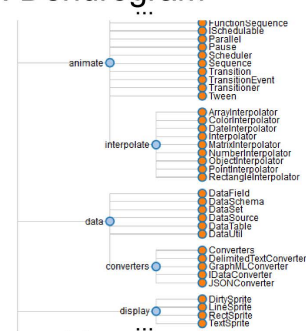 ...
FunctionSequence
ISchedulable
Parallel
Pause
animate
Scheduler
Sequence
Transition
TransitionEvent
Transitioner
Tween
ArrayInterpolator
ColorInterpolator
DateInterpolator
Interpolator
interpolate
MatrixInterpolator
NumberInterpolator
ObjectInterpolator
PointInterpolator
RectangleInterpolator
DataField
DataSchema
DataSet
data
DataSource
DataTable
DataUtil
Converters
DelimitedTextConverter
converters
GraphMLConverter
IDataConverter
JSONConverter
DirtySprite
display
LineSprite
RectSprite
TextSprite
...